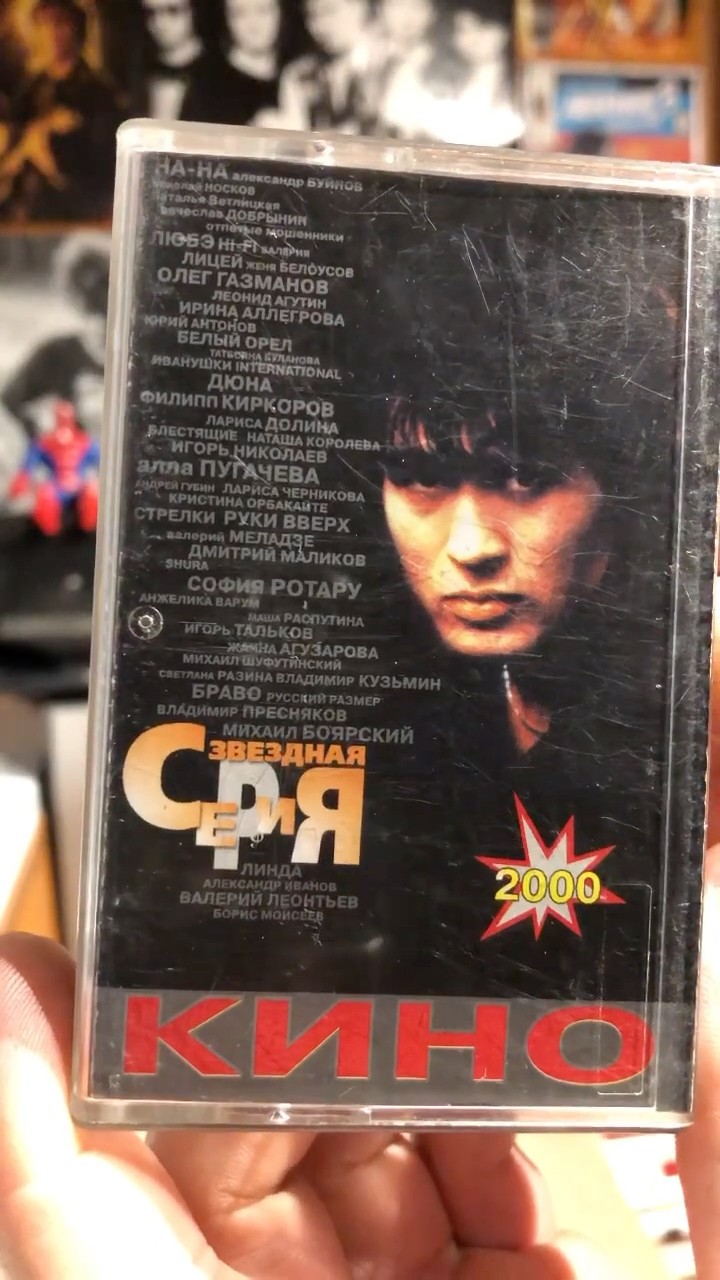 НА-НА александр БУЙНОВ
николай НОСКОВ
наталья Ветлицкая
вячеслав ДОБРЫНИН
отпетые мошенники
ЛЮБЭ HI-FI ВАЛЕРИЯ
ЛИЦЕЙ женя БЕЛОУСОВ
ОЛЕГ ГАЗМАНОВ
ЛЕОНИД АГУТИН
ИРИНА АЛЛЕГРОВА
ЮРИЙ АНТОНОВ
БЕЛЫЙ ОРЕЛ
ТАТЬЯНА БУЛАНОВА
ИВАНУШКИ INTERNATIONAL
ДЮНА
ФИЛИПП КИРКОРОВ
ЛАРИСА ДОЛИНА
БЛЕСТЯЩИЕ НАТАША КОРОЛЕВА
ИГОРЬ НИКОЛАЕВ
алла ПУГАЧЕВА
АНДРЕЙ ГУБИН ЛАРИСА ЧЕРНИКОВА
КРИСТИНА ОРБАКАЙТЕ
СТРЕЛКИ РУКИ ВВЕРХ
валерий МЕЛАДЗЕ
ДМИТРИЙ МАЛИКОВ
SHURA
СОФИЯ РОТАРУ
АНЖЕЛИКА ВАРУМ
МАША РАСПУТИНА
ИГОРЬ ТАЛЬКОВ
ЖАННА АГУЗАРОВА
МИХАИЛ ШУФУТИНСКИЙ
СВЕТЛАНА РАЗИНА ВЛАДИМИР КУЗЬМИН
БРАВО РУССКИЙ РАЗМЕР
ВЛАДИМИР ПРЕСНЯКОВ
МИХАИЛ БОЯРСКИЙ
ЗВЕЗДНАЯ
СЕРИЯ
ЛИНДА
АЛЕКСАНДР ИВАНОВ
ВАЛЕРИЙ ЛЕОНТЬЕВ
БОРИС МОИСЕЕВ
2000
КИНО